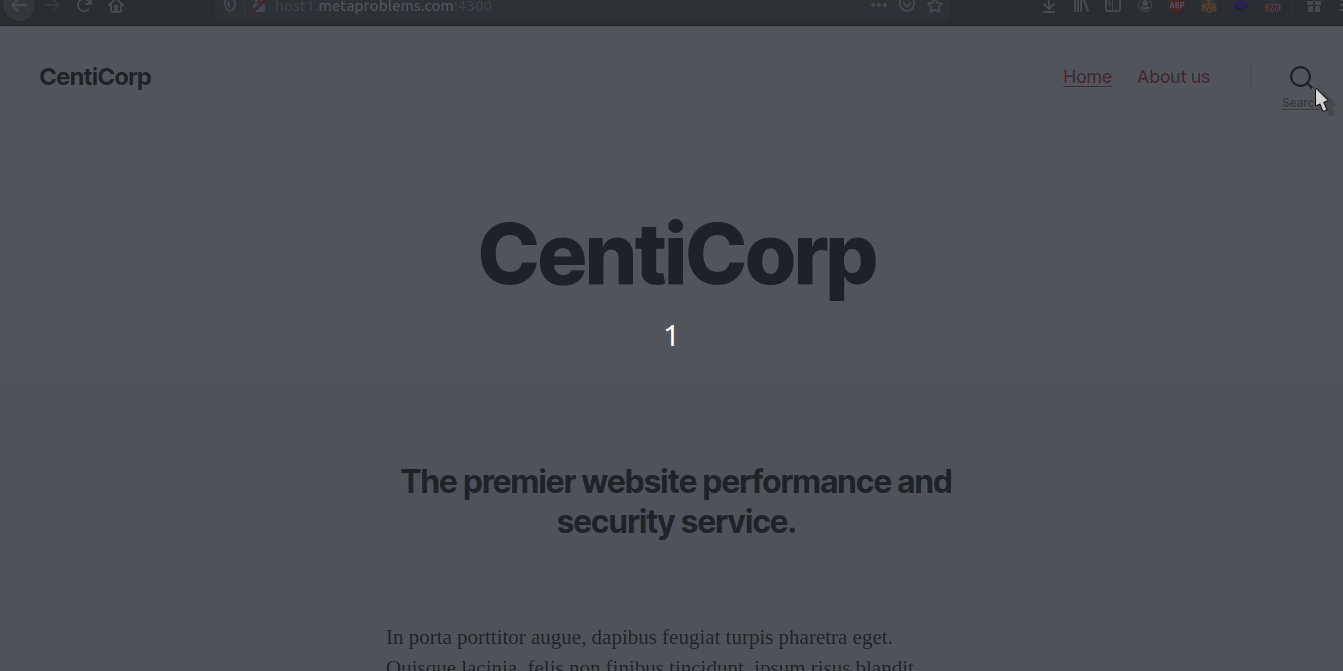 host1.metaproblems.com:4300
ABP
CentiCorp
Home
About us
Search
CentiCorp
1
The premier website performance and
security service.
In porta porttitor augue, dapibus feugiat turpis pharetra eget.
Quisque lacinia, felis non finibus tincidunt, ipsum risus blandit